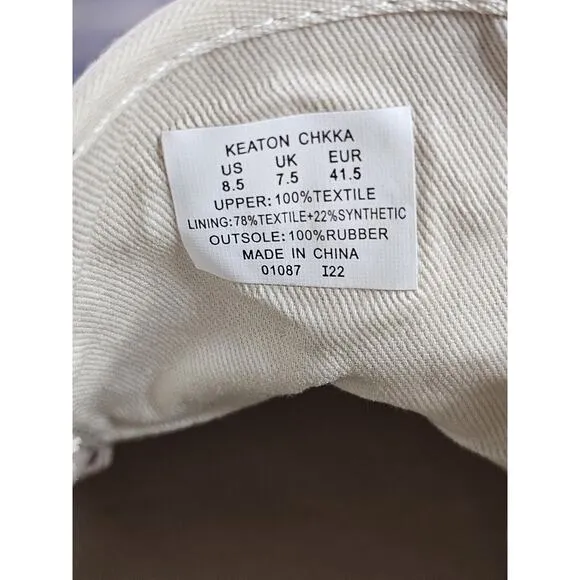 KEATON CHKKA
US UK EUR
8.5 7.5 41.5
UPPER:100%TEXTILE
LINING:78%TEXTILE+22%SYNTHETIC
OUTSOLE:100%RUBBER
MADE IN CHINA
01087 I22